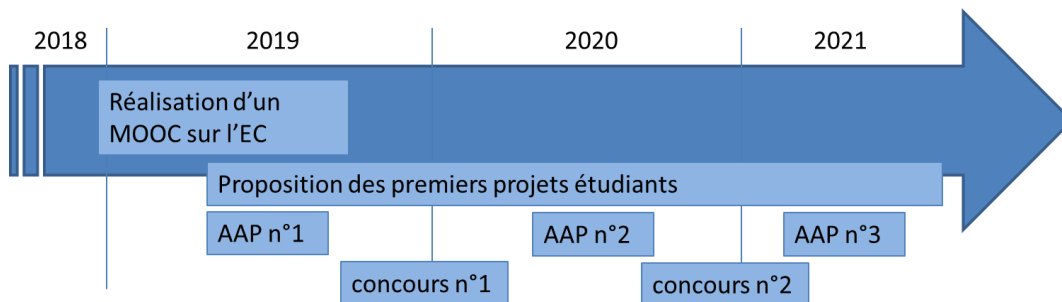 2018
2019
2020
2021
Réalisation d'un
MOOC sur l'EC
Proposition des premiers projets étudiants
AAP n°1
AAP n°2
AAP n°3
concours n°1
concours n°2